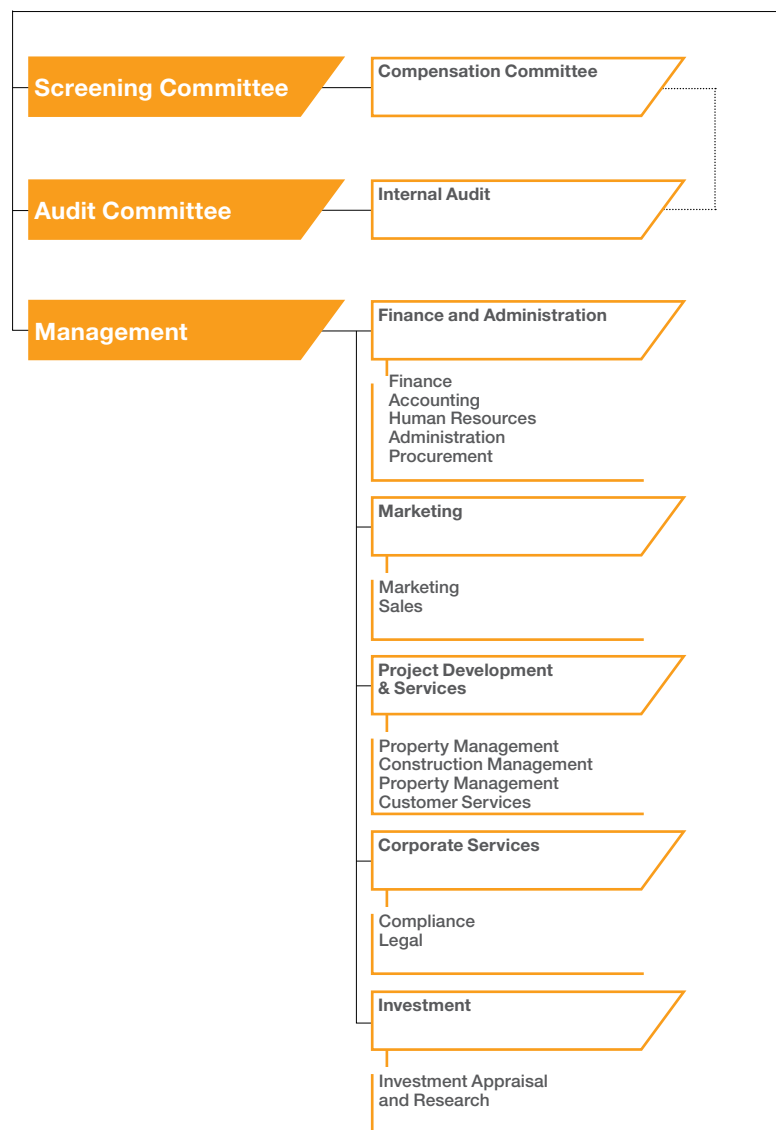 Screening Committee
Compensation Committee
Audit Committee
Internal Audit
Management
Finance and Administration
Finance
Accounting
Human Resources
Administration
Procurement
Marketing
Marketing
Sales
Project Development
& Services
Property Management
Construction Management
Property Management
Customer Services
Corporate Services
Compliance
Legal
Investment
Investment Appraisal
and Research